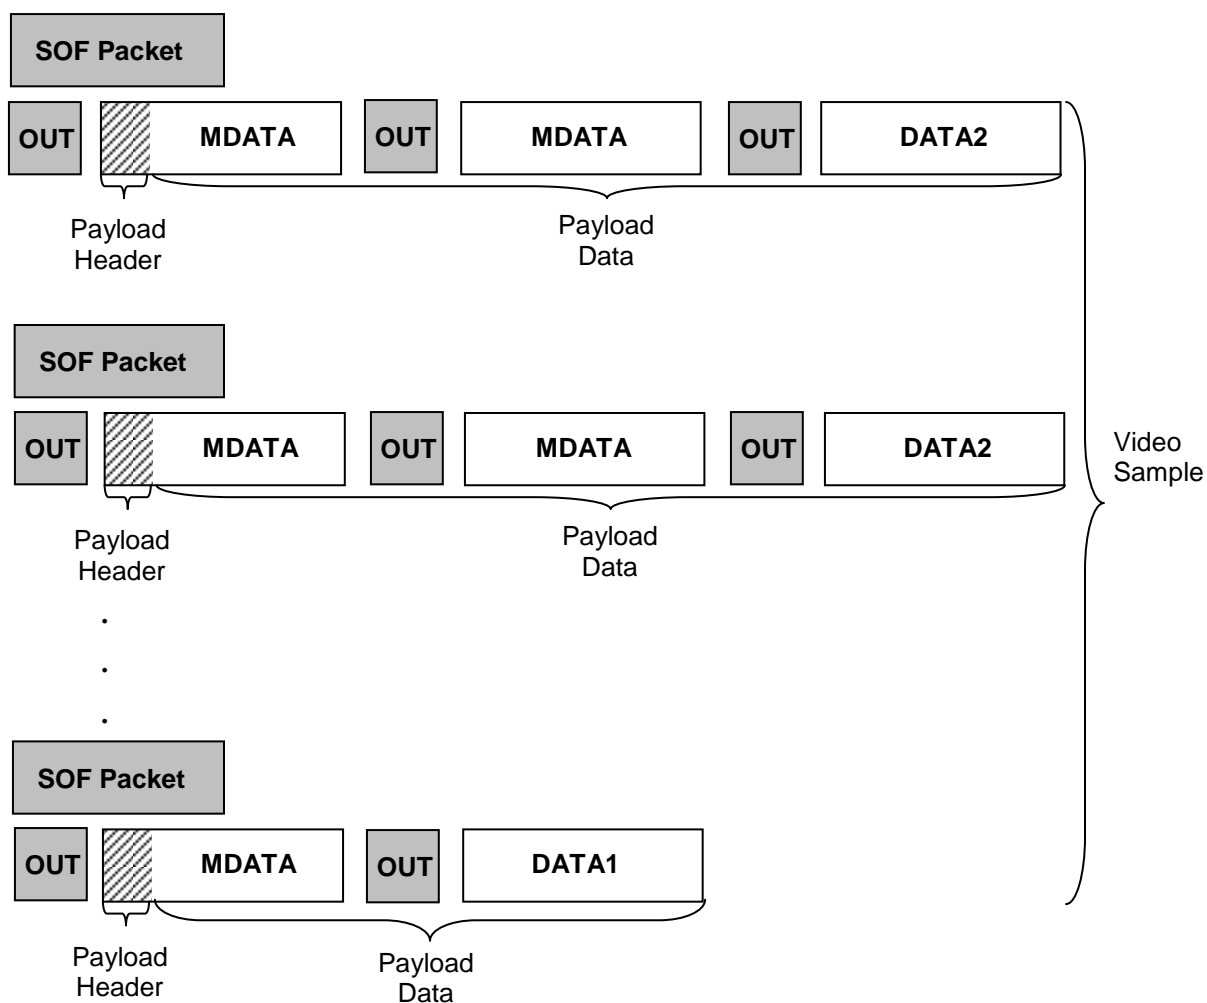 SOF Packet
OUT MDATA OUT MDATA OUT DATA2
Payload
Header
Payload
Data
SOF Packet
OUT MDATA OUT MDATA OUT DATA2
Payload
Header
Payload
Data
Video
Sample
.
.
.
SOF Packet
OUT MDATA OUT DATA1
Payload
Header
Payload
Data